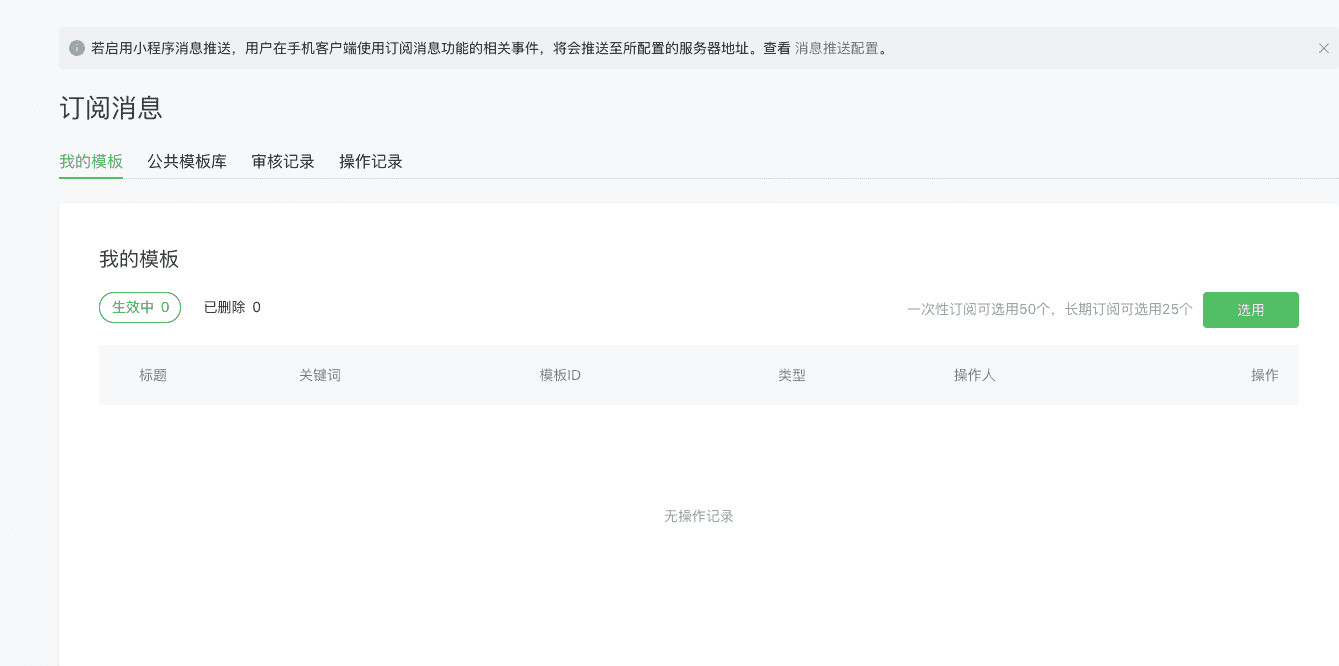 若启用小程序消息推送，用户在手机客户端使用订阅消息功能的相关事件，将会推送至所配置的服务器地址。查看 消息推送配置。
订阅消息
我的模板 公共模板库 审核记录 操作记录
我的模板
生效中 0 已删除 0 一次性订阅可选用50个，长期订阅可选用25个 选用
标题 关键词 模板ID 类型 操作人 操作
无操作记录